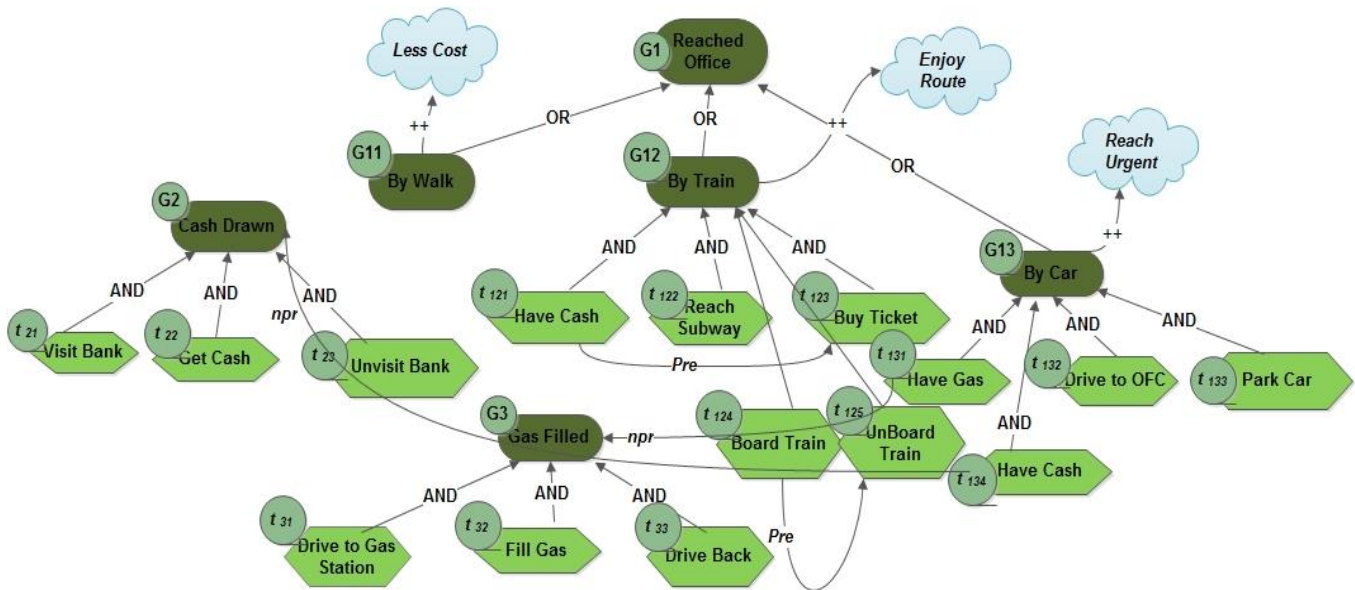 Less Cost
G1
Reached
Office
Enjoy
Route
++
OR
OR
++
Reach
Urgent
G11
By Walk
G12
By Train
OR
G2
Cash Drawn
++
G13
By Car
AND
AND
AND
AND
AND
AND
npr
t 121
Have Cash
t 122
Reach
Subway
t 123
Buy Ticket
AND
AND
AND
t 21
Visit Bank
t 22
Get Cash
t 23
Unvisit Bank
Pre
t 131
Have Gas
t 132
Drive to OFC
t 133
Park Car
G3
Gas Filled
npr
t 124
Board Train
t 125
UnBoard
Train
AND
t 134
Have Cash
AND
AND
AND
t 31
Drive to Gas
Station
t 32
Fill Gas
t 33
Drive Back
Pre